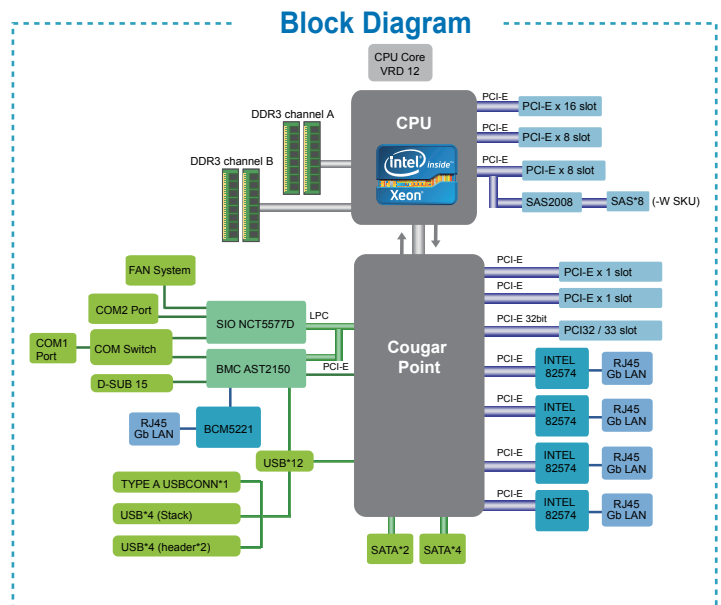 Block Diagram
CPU Core
VRD 12
CPU
intel inside™
Xeon®
DDR3 channel A
DDR3 channel B
PCI-E
PCI-E x 16 slot
PCI-E
PCI-E x 8 slot
PCI-E
PCI-E x 8 slot
SAS2008
SAS*8
(-W SKU)
FAN System
COM2 Port
COM1
Port
COM Switch
D-SUB 15
SIO NCT5577D
LPC
BMC AST2150
PCI-E
RJ45
Gb LAN
BCM5221
USB*12
TYPE A USBCONN*1
USB*4 (Stack)
USB*4 (header*2)
Cougar
Point
PCI-E
PCI-E x 1 slot
PCI-E
PCI-E x 1 slot
PCI-E 32bit
PCI32 / 33 slot
PCI-E
INTEL
82574
RJ45
Gb LAN
PCI-E
INTEL
82574
RJ45
Gb LAN
PCI-E
INTEL
82574
RJ45
Gb LAN
PCI-E
INTEL
82574
RJ45
Gb LAN
SATA*2
SATA*4